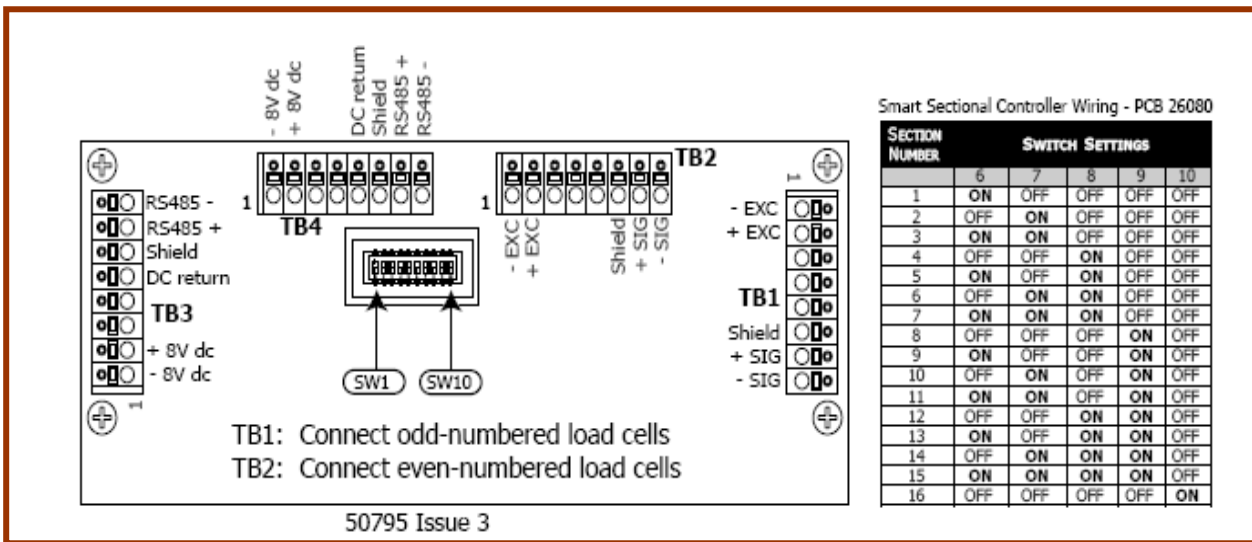 - 8V dc
+ 8V dc
DC return
Shield
RS485 +
RS485 -
TB2
1
TB4
1
- EXC
+ EXC
Shield
+ SIG
- SIG
RS485 -
RS485 +
Shield
DC return
TB3
+ 8V dc
- 8V dc
1
SW1
SW10
1
- EXC
+ EXC
TB1
Shield
+ SIG
- SIG
TB1: Connect odd-numbered load cells
TB2: Connect even-numbered load cells
50795 Issue 3
Smart Sectional Controller Wiring - PCB 26080
SECTION NUMBER SWITCH SETTINGS
6 7 8 9 10
1 ON OFF OFF OFF OFF
2 OFF ON OFF OFF OFF
3 ON ON OFF OFF OFF
4 OFF OFF ON OFF OFF
5 ON OFF ON OFF OFF
6 OFF ON ON OFF OFF
7 ON ON ON OFF OFF
8 OFF OFF OFF ON OFF
9 ON OFF OFF ON OFF
10 OFF ON OFF ON OFF
11 ON ON OFF ON OFF
12 OFF OFF ON ON OFF
13 ON OFF ON ON OFF
14 OFF ON ON ON OFF
15 ON ON ON ON OFF
16 OFF OFF OFF OFF ON